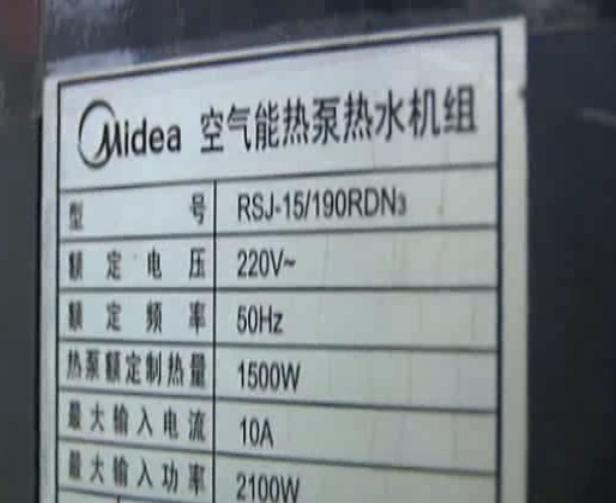 Midea 空气能热泵热水机组
型号 RSJ-15/190RDN3
额定电压 220V~
额定频率 50Hz
热泵额定制热量 1500W
最大输入电流 10A
最大输入功率 2100W